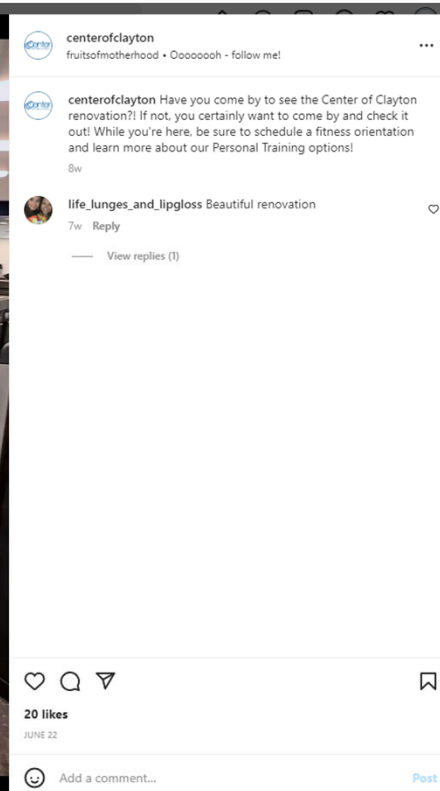 centerofclayton
fruitsofmotherhood • Oooooooh - follow me!
centerofclayton Have you come by to see the Center of Clayton
renovation?! If not, you certainly want to come by and check it
out! While you're here, be sure to schedule a fitness orientation
and learn more about our Personal Training options!
8w
life_lunges_and_lipgloss Beautiful renovation
7w Reply
View replies (1)
20 likes
JUNE 22
Add a comment... Post